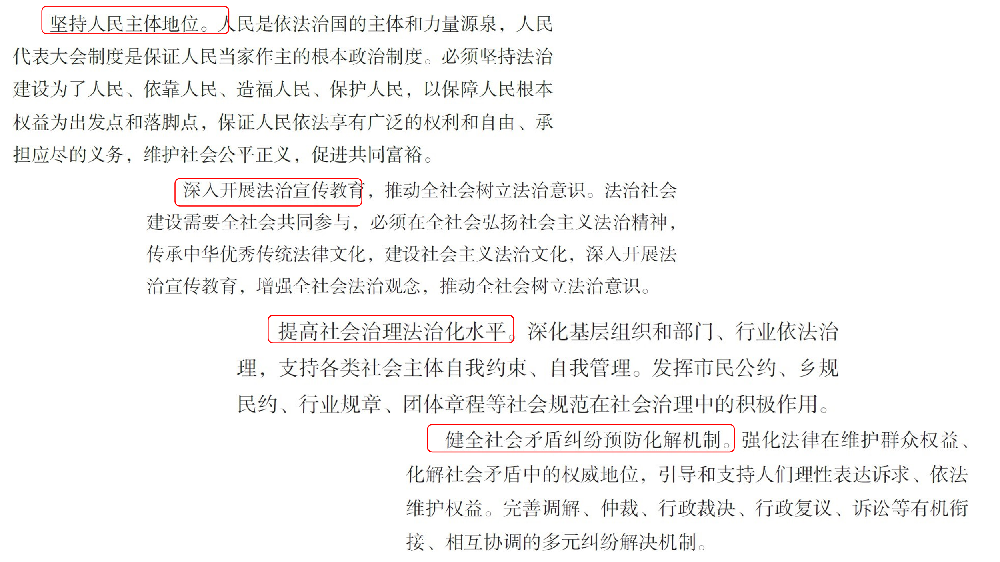 坚持人民主体地位。人民是依法治国的主体和力量源泉，人民
代表大会制度是保证人民当家作主的根本政治制度。必须坚持法治
建设为了人民、依靠人民、造福人民、保护人民，以保障人民根本
权益为出发点和落脚点，保证人民依法享有广泛的权利和自由、承
担应尽的义务，维护社会公平正义，促进共同富裕。
深入开展法治宣传教育，推动全社会树立法治意识。法治社会
建设需要全社会共同参与，必须在全社会弘扬社会主义法治精神，
传承中华优秀传统法律文化，建设社会主义法治文化，深入开展法
治宣传教育，增强全社会法治观念，推动全社会树立法治意识。
提高社会治理法治化水平。深化基层组织和部门、行业依法治
理，支持各类社会主体自我约束、自我管理。发挥市民公约、乡规
民约、行业规章、团体章程等社会规范在社会治理中的积极作用。
健全社会矛盾纠纷预防化解机制。强化法律在维护群众权益、
化解社会矛盾中的权威地位，引导和支持人们理性表达诉求、依法
维护权益。完善调解、仲裁、行政裁决、行政复议、诉讼等有机衔
接、相互协调的多元纠纷解决机制。